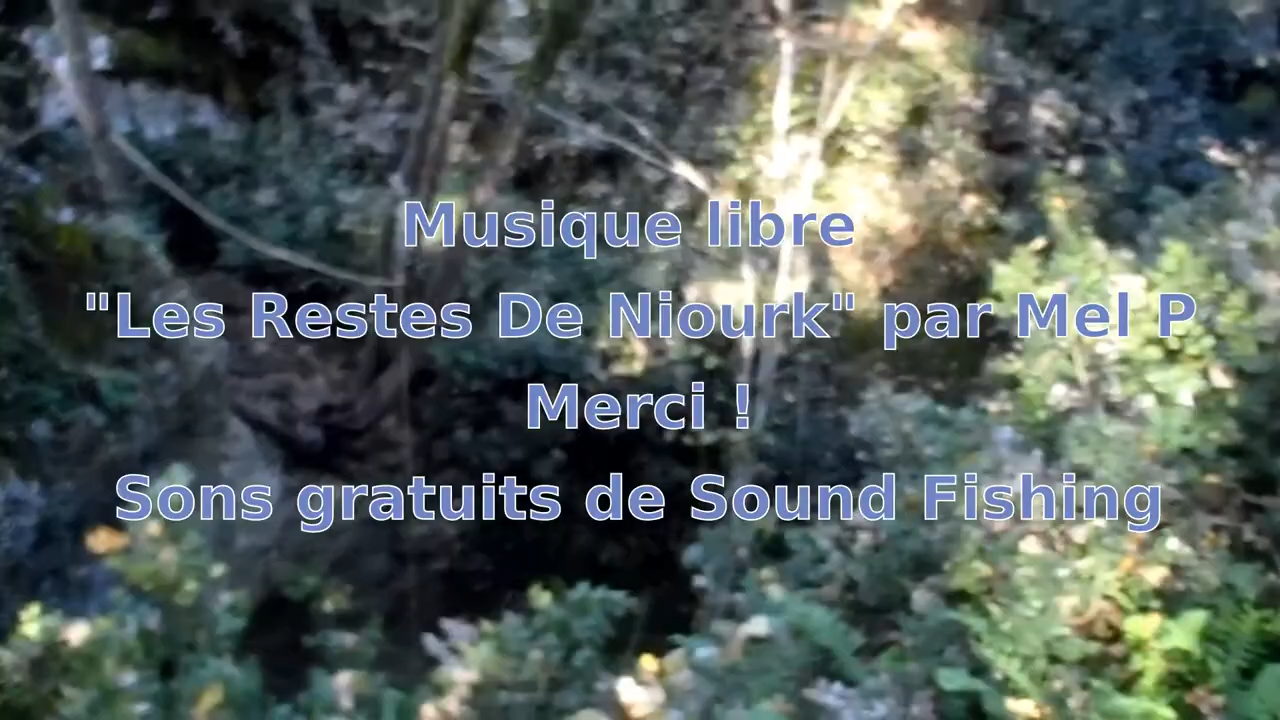 Musique libre
"Les Restes De Niourk" par Mel P
Merci !
Sons gratuits de Sound Fishing